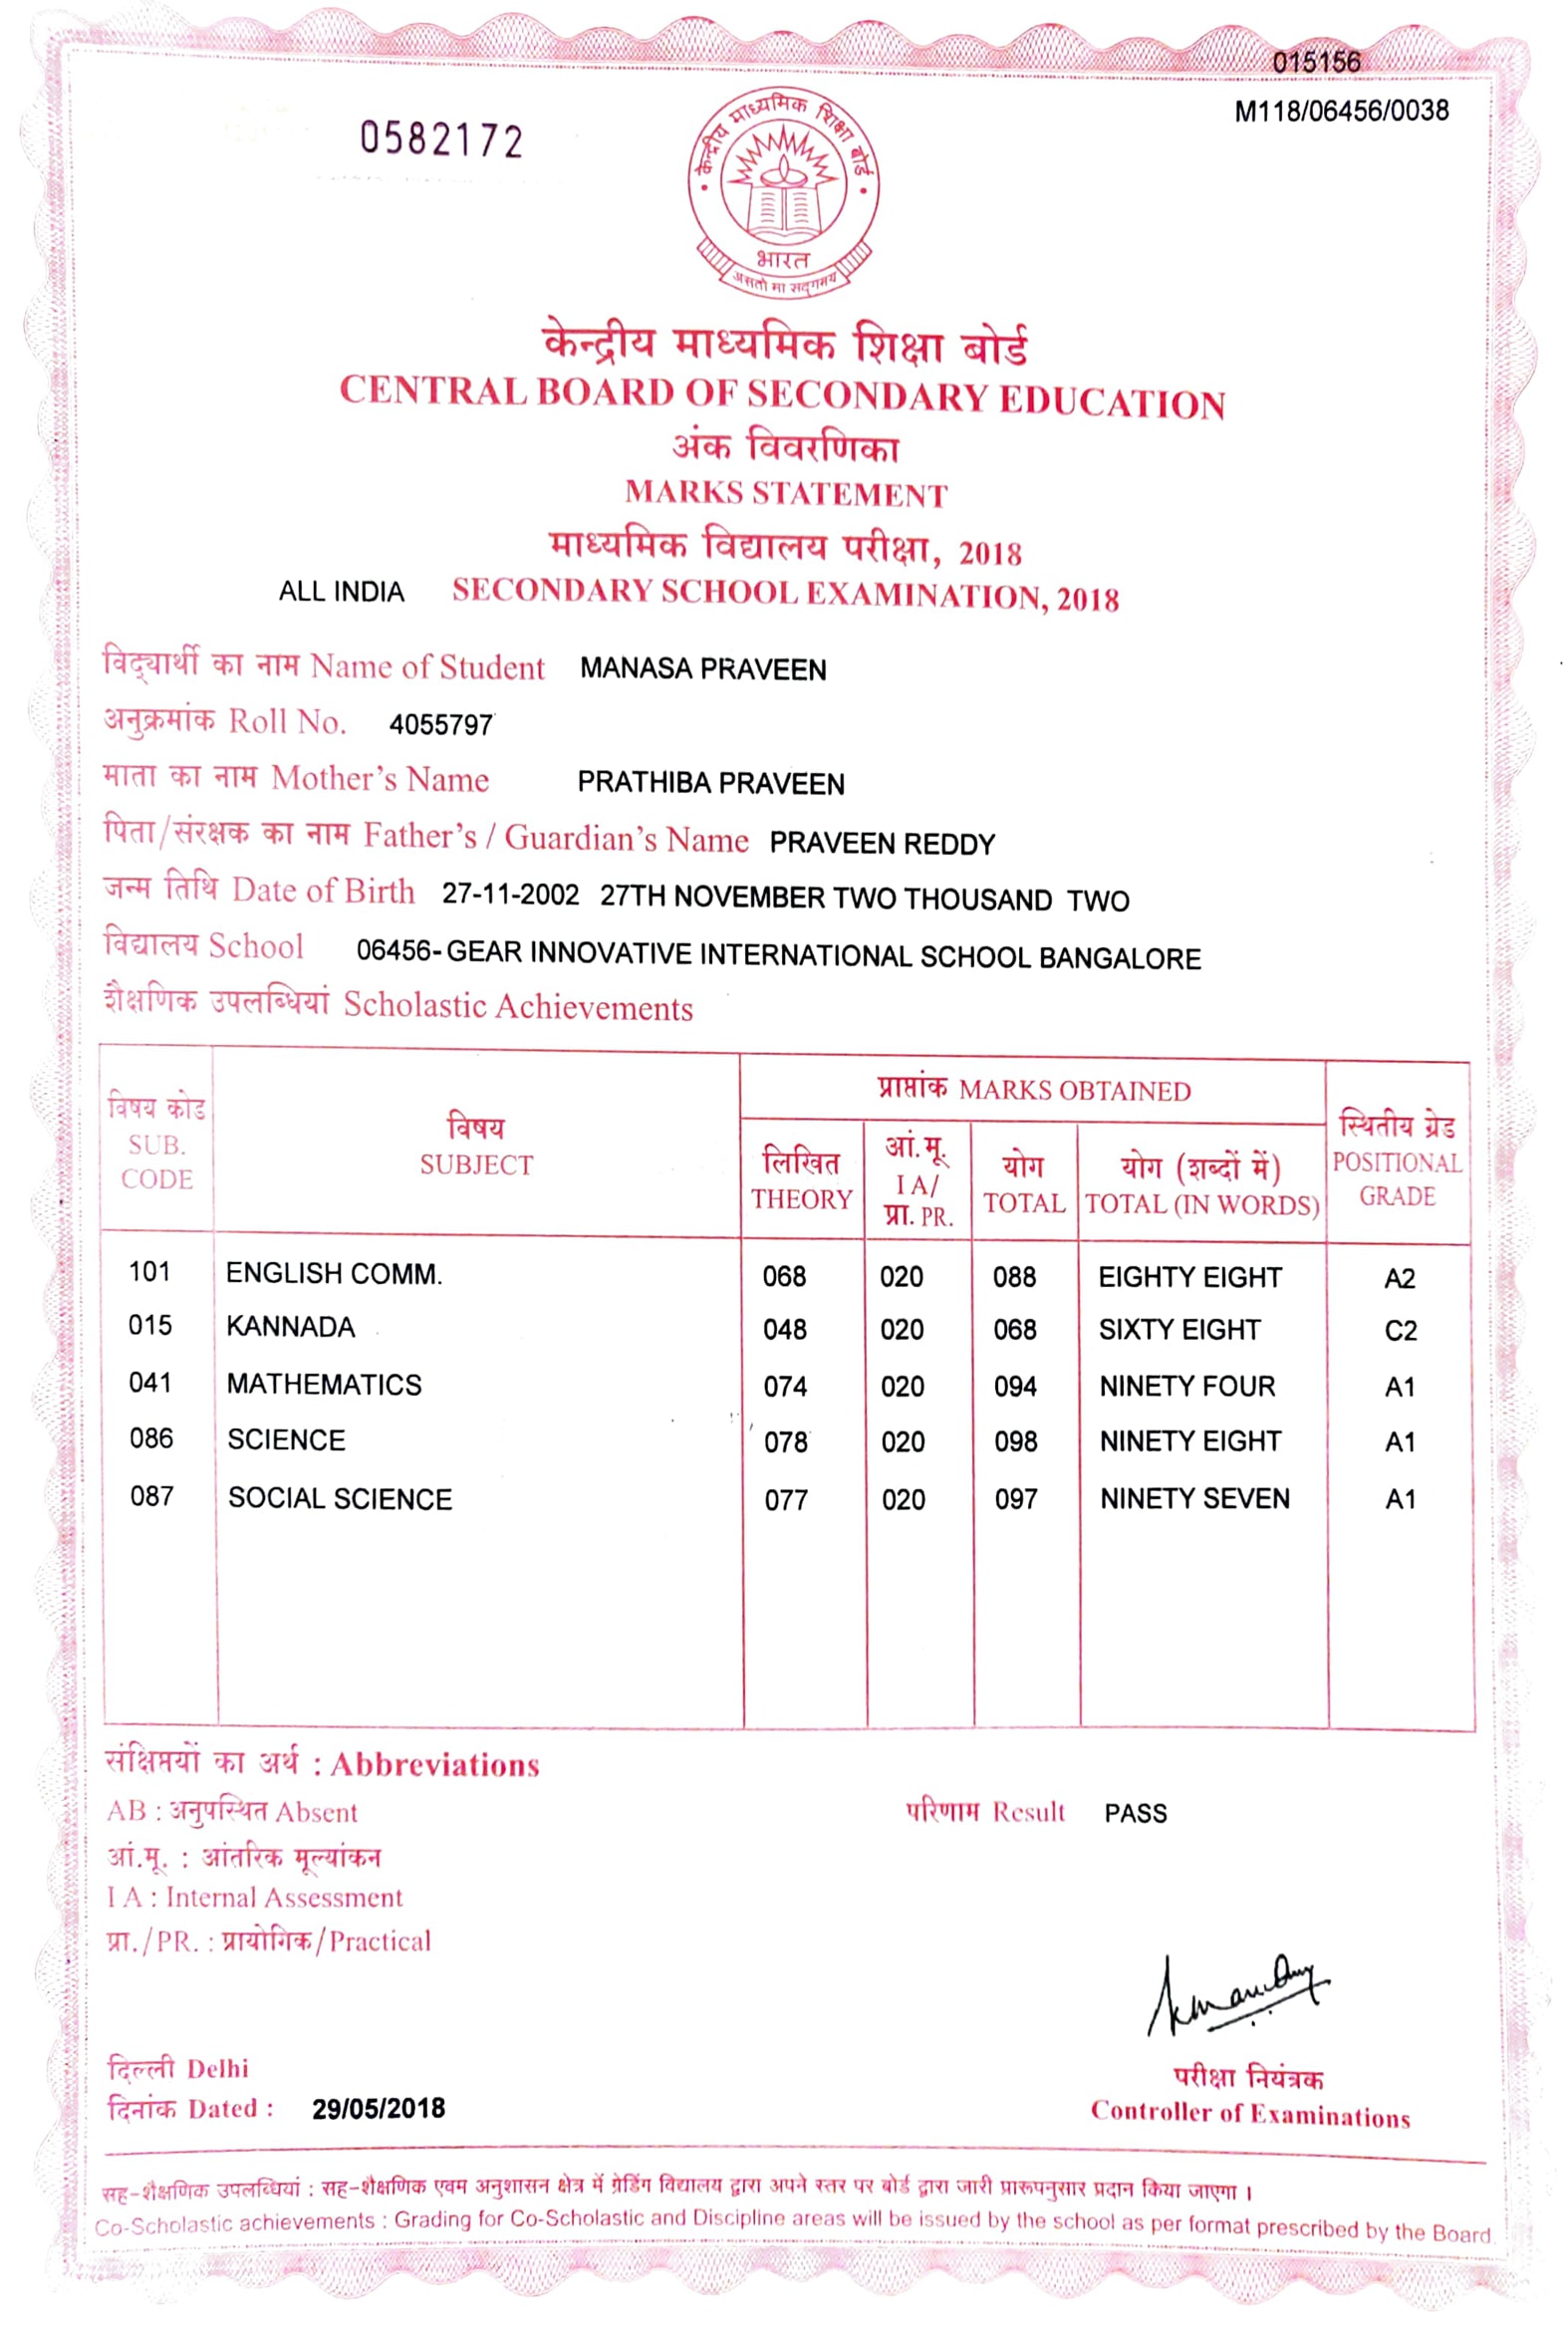 015156
M118/06456/0038
0582172
केन्द्रीय माध्यमिक शिक्षा बोर्ड
भारत
असतो मा सद्गमय
केन्द्रीय माध्यमिक शिक्षा बोर्ड
CENTRAL BOARD OF SECONDARY EDUCATION
अंक विवरणिका
MARKS STATEMENT
माध्यमिक विद्यालय परीक्षा, 2018
ALL INDIA SECONDARY SCHOOL EXAMINATION, 2018
विद्यार्थी का नाम Name of Student MANASA PRAVEEN
अनुक्रमांक Roll No. 4055797
माता का नाम Mother's Name PRATHIBA PRAVEEN
पिता/संरक्षक का नाम Father's / Guardian's Name PRAVEEN REDDY
जन्म तिथि Date of Birth 27-11-2002 27TH NOVEMBER TWO THOUSAND TWO
विद्यालय School 06456- GEAR INNOVATIVE INTERNATIONAL SCHOOL BANGALORE
शैक्षणिक उपलब्धियां Scholastic Achievements
विषय कोड
SUB.
CODE
विषय
SUBJECT
प्राप्तांक MARKS OBTAINED
लिखित
THEORY
आं.मू.
I A/
प्रा. PR.
योग
TOTAL
योग (शब्दों में)
TOTAL (IN WORDS)
स्थितीय ग्रेड
POSITIONAL
GRADE
101 ENGLISH COMM. 068 020 088 EIGHTY EIGHT A2
015 KANNADA 048 020 068 SIXTY EIGHT C2
041 MATHEMATICS 074 020 094 NINETY FOUR A1
086 SCIENCE 078 020 098 NINETY EIGHT A1
087 SOCIAL SCIENCE 077 020 097 NINETY SEVEN A1
संक्षिप्तयों का अर्थ : Abbreviations
AB : अनुपस्थित Absent
परिणाम Result PASS
आं.मू. : आंतरिक मूल्यांकन
I A : Internal Assessment
प्रा./PR. : प्रायोगिक/Practical
दिल्ली Delhi
दिनांक Dated : 29/05/2018
परीक्षा नियंत्रक
Controller of Examinations
सह-शैक्षणिक उपलब्धियां : सह-शैक्षणिक एवम अनुशासन क्षेत्र में ग्रेडिंग विद्यालय द्वारा अपने स्तर पर बोर्ड द्वारा जारी प्रारूपनुसार प्रदान किया जाएगा ।
Co-Scholastic achievements : Grading for Co-Scholastic and Discipline areas will be issued by the school as per format prescribed by the Board